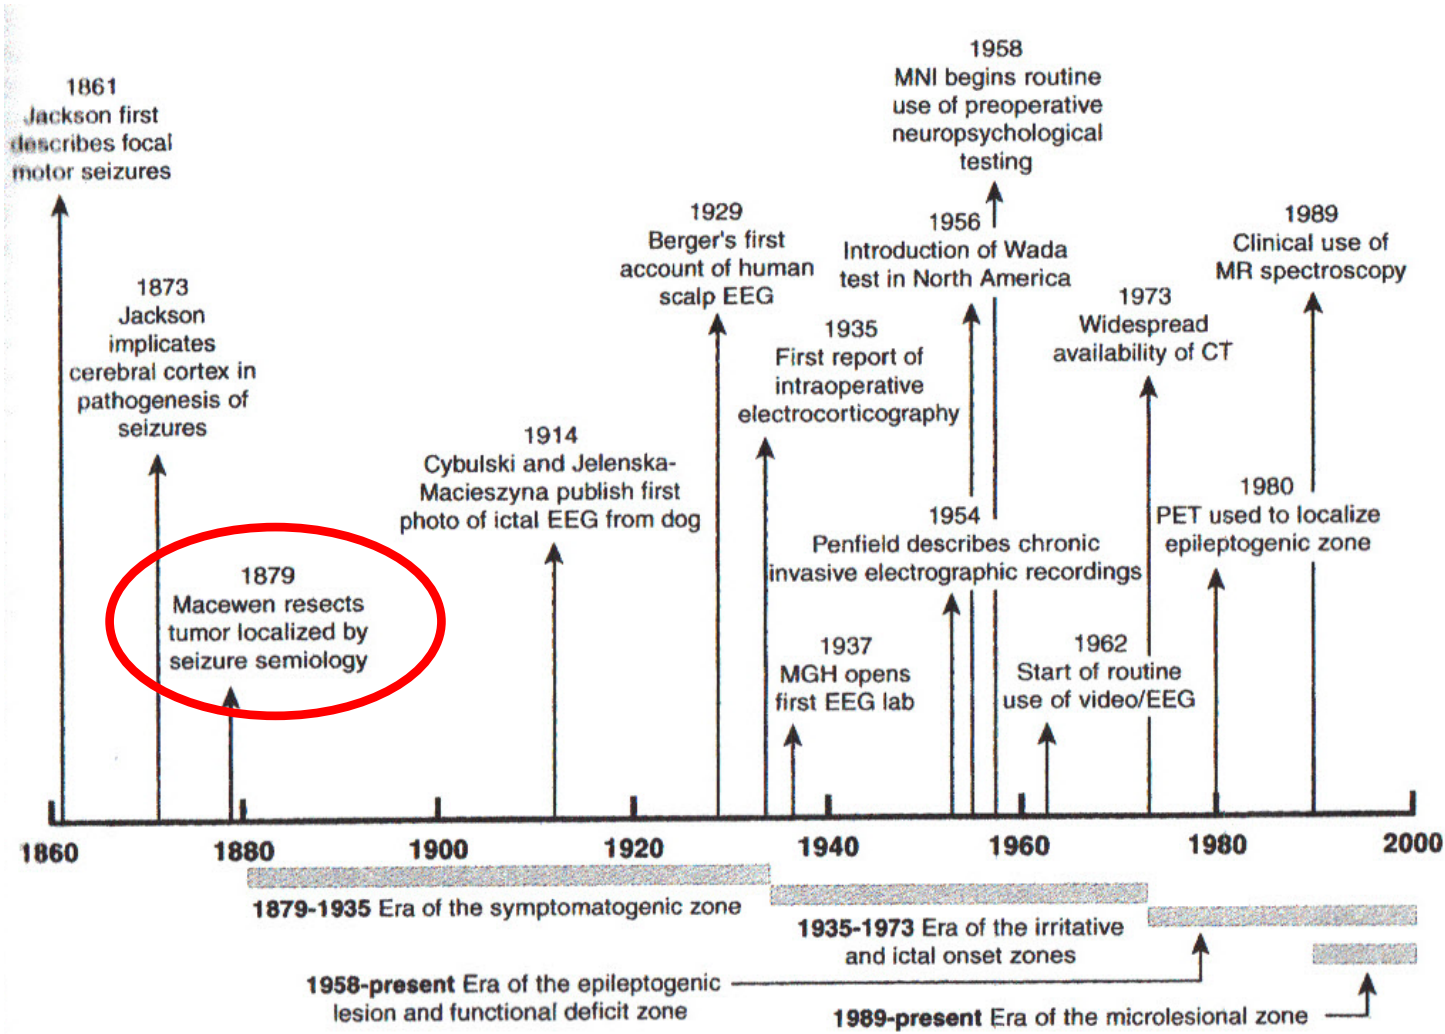 1861
Jackson first
describes focal
motor seizures
1873
Jackson
implicates
cerebral cortex in
pathogenesis of
seizures
1879
Macewen resects
tumor localized by
seizure semiology
1914
Cybulski and Jelenska-
Macieszyna publish first
photo of ictal EEG from dog
1929
Berger's first
account of human
scalp EEG
1935
First report of
intraoperative
electrocorticography
1937
MGH opens
first EEG lab
1954
Penfield describes chronic
invasive electrographic recordings
1956
Introduction of Wada
test in North America
1958
MNI begins routine
use of preoperative
neuropsychological
testing
1962
Start of routine
use of video/EEG
1973
Widespread
availability of CT
1980
PET used to localize
epileptogenic zone
1989
Clinical use of
MR spectroscopy
1860 1880 1900 1920 1940 1960 1980 2000
1879-1935 Era of the symptomatogenic zone
1935-1973 Era of the irritative
and ictal onset zones
1958-present Era of the epileptogenic
lesion and functional deficit zone
1989-present Era of the microlesional zone